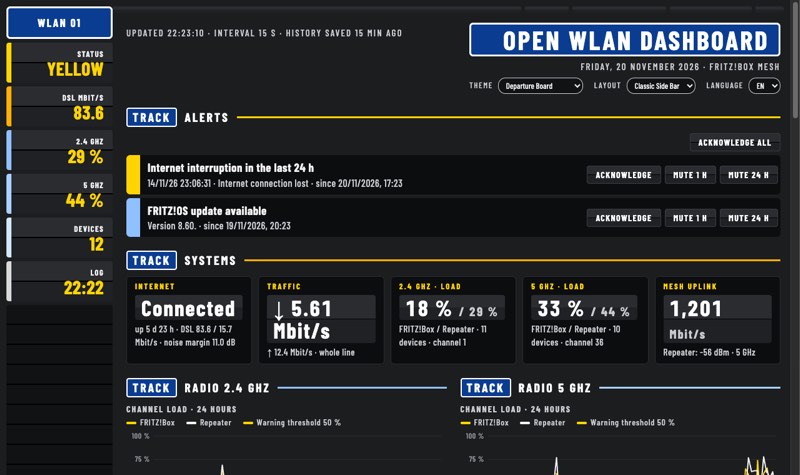 WLAN 01
STATUS
YELLOW
DSL MBIT/S
83.6
2.4 GHZ
29 %
5 GHZ
44 %
DEVICES
12
LOG
22:22
UPDATED 22:23:10 · INTERVAL 15 S · HISTORY SAVED 15 MIN AGO
OPEN WLAN DASHBOARD
FRIDAY, 20 NOVEMBER 2026 · FRITZ!BOX MESH
THEME Departure Board LAYOUT Classic Side Bar LANGUAGE EN
TRACK ALERTS
ACKNOWLEDGE ALL
Internet interruption in the last 24 h
14/11/26 23:06:31 · Internet connection lost · since 20/11/2026, 17:23
ACKNOWLEDGE MUTE 1 H MUTE 24 H
FRITZ!OS update available
Version 8.60. · since 19/11/2026, 20:23
ACKNOWLEDGE MUTE 1 H MUTE 24 H
TRACK SYSTEMS
INTERNET
Connected
up 5 d 23 h · DSL 83.6 / 15.7
Mbit/s · noise margin 11.0 dB
TRAFFIC
↓ 5.61
Mbit/s
↑ 12.4 Mbit/s · whole line
2.4 GHZ · LOAD
18 % / 29 %
FRITZ!Box / Repeater · 11
devices · channel 1
5 GHZ · LOAD
33 % / 44 %
FRITZ!Box / Repeater · 10
devices · channel 36
MESH UPLINK
1,201
Mbit/s
Repeater: -56 dBm · 5 GHz
TRACK RADIO 2.4 GHZ
CHANNEL LOAD · 24 HOURS
FRITZ!Box Repeater Warning threshold 50 %
100 %
75 %
TRACK RADIO 5 GHZ
CHANNEL LOAD · 24 HOURS
FRITZ!Box Repeater Warning threshold 50 %
100 %
75 %